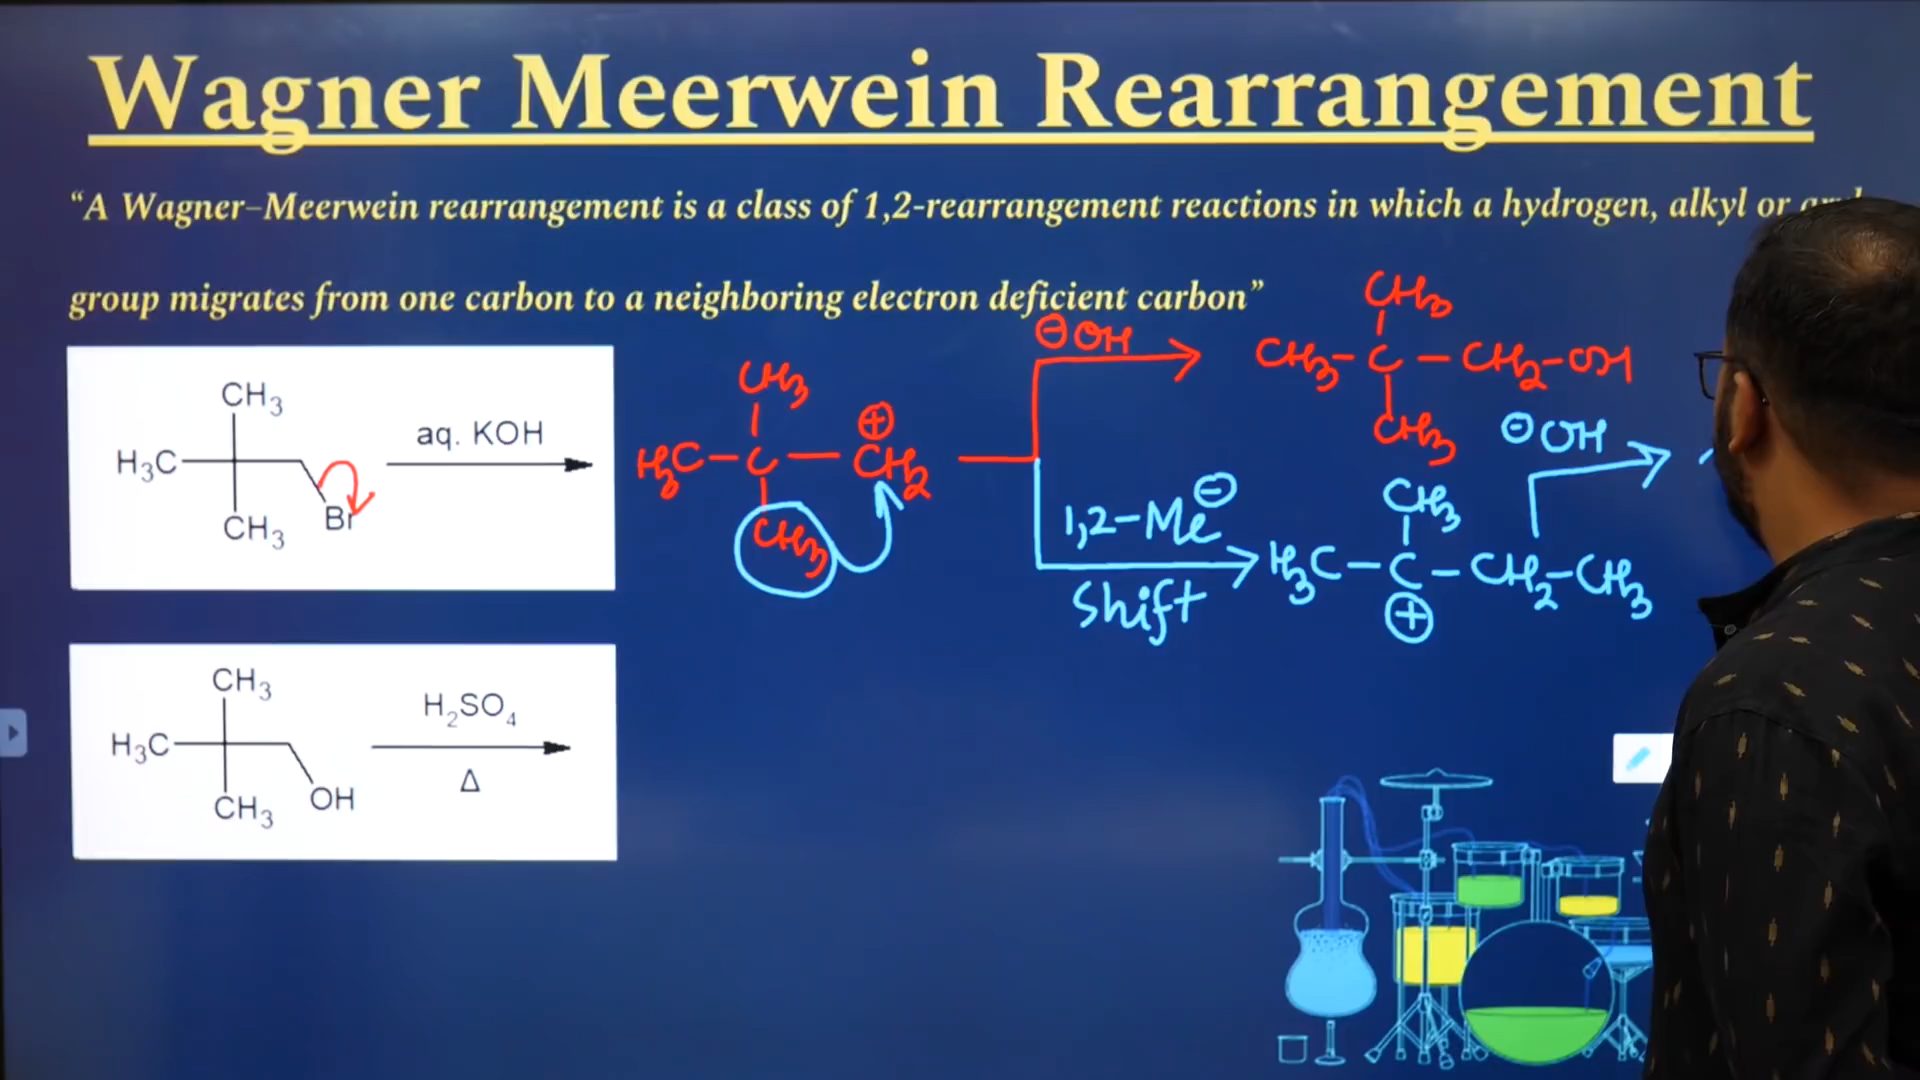 Wagner Meerwein Rearrangement
“A Wagner–Meerwein rearrangement is a class of 1,2-rearrangement reactions in which a hydrogen, alkyl or
group migrates from one carbon to a neighboring electron deficient carbon”
CH3
H3C
CH3
Br
aq. KOH
CH3
H3C-C-CH2
⊕
CH3
⊖OH
CH3
CH3-C-CH2-OH
CH3
1,2-Me⊖
Shift
CH3
H3C-C-CH2-CH3
⊕
⊖OH
CH3
H3C
CH3
OH
H2SO4
Δ